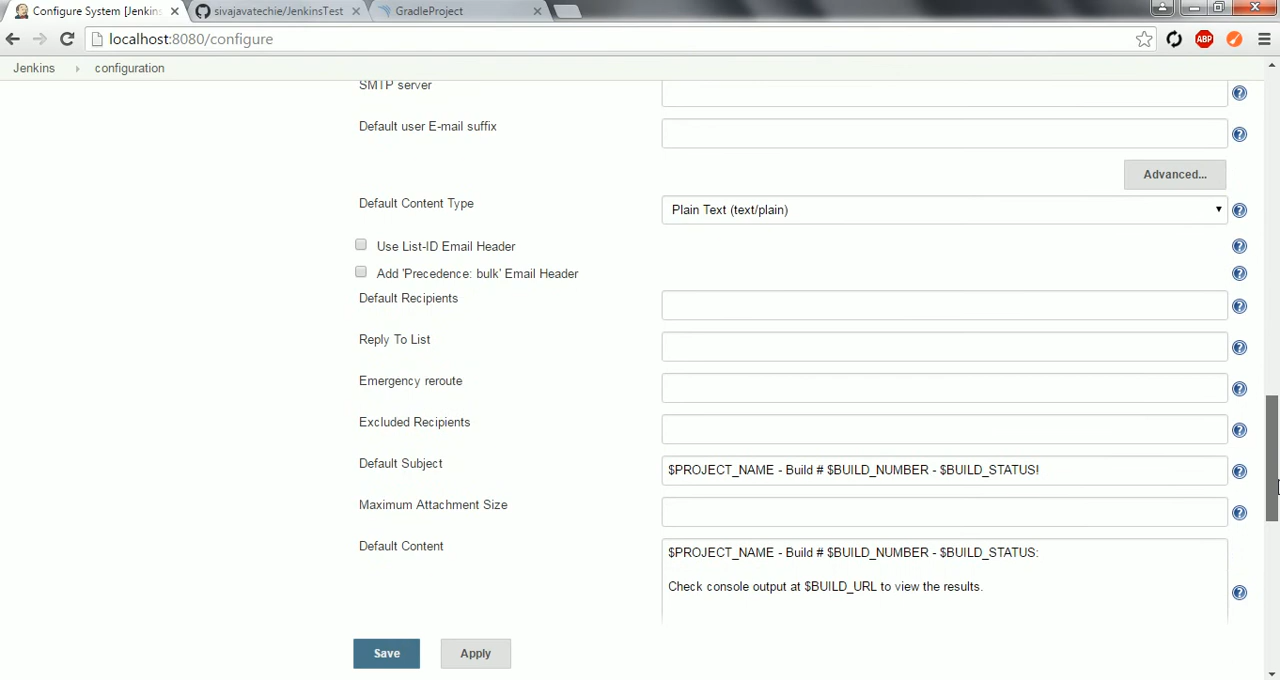 Configure System [Jenkins
sivajavatechie/JenkinsTest
GradleProject
localhost:8080/configure
ABP
Jenkins
configuration
SMTP server
Default user E-mail suffix
Advanced...
Default Content Type
Plain Text (text/plain)
Use List-ID Email Header
Add 'Precedence: bulk' Email Header
Default Recipients
Reply To List
Emergency reroute
Excluded Recipients
Default Subject
$PROJECT_NAME - Build # $BUILD_NUMBER - $BUILD_STATUS!
Maximum Attachment Size
Default Content
$PROJECT_NAME - Build # $BUILD_NUMBER - $BUILD_STATUS:
Check console output at $BUILD_URL to view the results.
Save
Apply